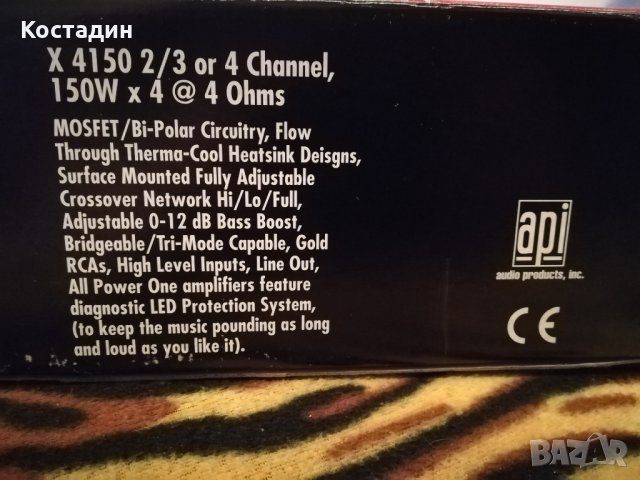 Костадин
X 4150 2/3 or 4 Channel,
150W x 4 @ 4 Ohms
MOSFET/Bi-Polar Circuitry, Flow
Through Therma-Cool Heatsink Deisgns,
Surface Mounted Fully Adjustable
Crossover Network Hi/Lo/Full,
Adjustable 0-12 dB Bass Boost,
Bridgeable/Tri-Mode Capable, Gold
RCAs, High Level Inputs, Line Out,
All Power One amplifiers feature
diagnostic LED Protection System,
(to keep the music pounding as long
and loud as you like it).
api
audio products, inc.
CE
BAZAR